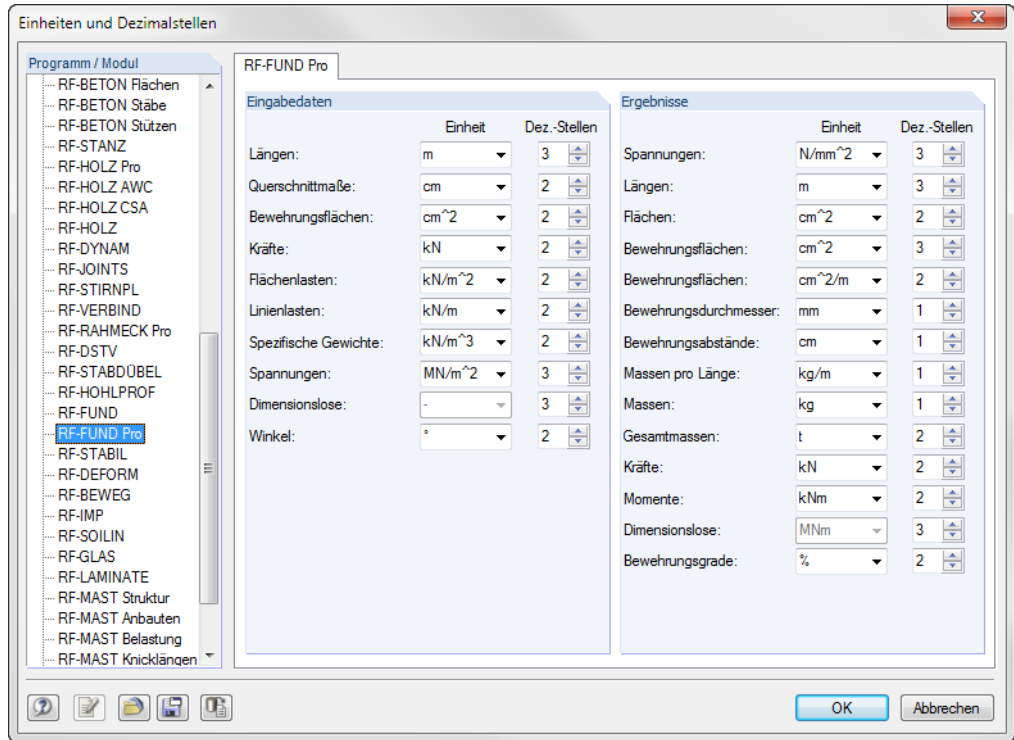 Einheiten und Dezimalstellen
Programm / Modul
RF-BETON Flächen
RF-BETON Stäbe
RF-BETON Stützen
RF-STANZ
RF-HOLZ Pro
RF-HOLZ AWC
RF-HOLZ CSA
RF-HOLZ
RF-DYNAM
RF-JOINTS
RF-STIRNPL
RF-VERBIND
RF-RAHMECK Pro
RF-DSTV
RF-STABDÜBEL
RF-HOHLPROF
RF-FUND
RF-FUND Pro
RF-STABIL
RF-DEFORM
RF-BEWEG
RF-IMP
RF-SOILIN
RF-GLAS
RF-LAMINATE
RF-MAST Struktur
RF-MAST Anbauten
RF-MAST Belastung
RF-MAST Knicklängen
RF-FUND Pro
Eingabedaten
Einheit Dez.-Stellen
Längen: m 3
Querschnittmaße: cm 2
Bewehrungsflächen: cm^2 2
Kräfte: kN 2
Flächenlasten: kN/m^2 2
Linienlasten: kN/m 2
Spezifische Gewichte: kN/m^3 2
Spannungen: MN/m^2 3
Dimensionslose: - 3
Winkel: ° 2
Ergebnisse
Einheit Dez.-Stellen
Spannungen: N/mm^2 3
Längen: m 3
Flächen: cm^2 2
Bewehrungsflächen: cm^2 3
Bewehrungsflächen: cm^2/m 2
Bewehrungsdurchmesser: mm 1
Bewehrungsabstände: cm 1
Massen pro Länge: kg/m 1
Massen: kg 1
Gesamtmassen: t 2
Kräfte: kN 2
Momente: kNm 2
Dimensionslose: MNm 3
Bewehrungsgrade: % 2
OK Abbrechen